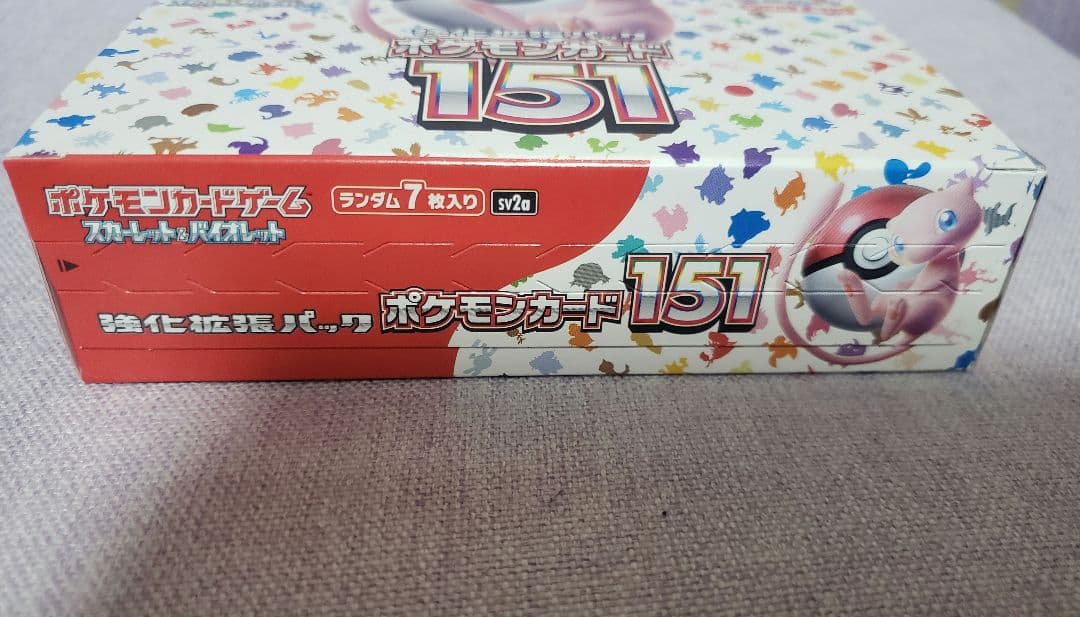 ポケモンカード
151
ポケモンカードゲーム
スカーレット&バイオレット
ランダム7枚入り
sv2a
強化拡張パック
ポケモンカード151